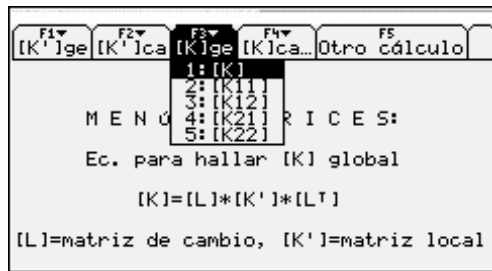 F1▾ F2▾ F3▾ F4▾ F5
[K']ge [K']ca [K]ge [K]ca… Otro cálculo
1:[K]
2:[K11]
3:[K12]
4:[K21]
5:[K22]
M E N Ú R I C E S:
Ec. para hallar [K] global
[K]=[L]*[K']*[Lᵀ]
[L]=matriz de cambio, [K']=matriz local